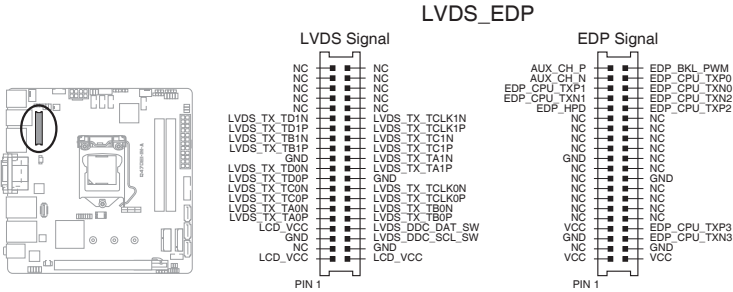 LVDS_EDP
LVDS Signal
NC NC
NC NC
NC NC
NC NC
NC NC
LVDS_TX_TD1N LVDS_TX_TCLK1N
LVDS_TX_TD1P LVDS_TX_TCLK1P
LVDS_TX_TB1N LVDS_TX_TC1N
LVDS_TX_TB1P LVDS_TX_TC1P
GND LVDS_TX_TA1N
LVDS_TX_TD0N LVDS_TX_TA1P
LVDS_TX_TD0P GND
LVDS_TX_TC0N LVDS_TX_TCLK0N
LVDS_TX_TC0P LVDS_TX_TCLK0P
LVDS_TX_TA0N LVDS_TX_TB0N
LVDS_TX_TA0P LVDS_TX_TB0P
LCD_VCC LVDS_DDC_DAT_SW
GND LVDS_DDC_SCL_SW
NC GND
LCD_VCC LCD_VCC
PIN 1
EDP Signal
AUX_CH_P EDP_BKL_PWM
AUX_CH_N EDP_CPU_TXP0
EDP_CPU_TXP1 EDP_CPU_TXN0
EDP_CPU_TXN1 EDP_CPU_TXN2
EDP_HPD EDP_CPU_TXP2
NC NC
NC NC
NC NC
NC NC
GND NC
NC NC
NC GND
NC NC
NC NC
NC NC
NC NC
VCC EDP_CPU_TXP3
GND EDP_CPU_TXN3
NC GND
VCC VCC
PIN 1